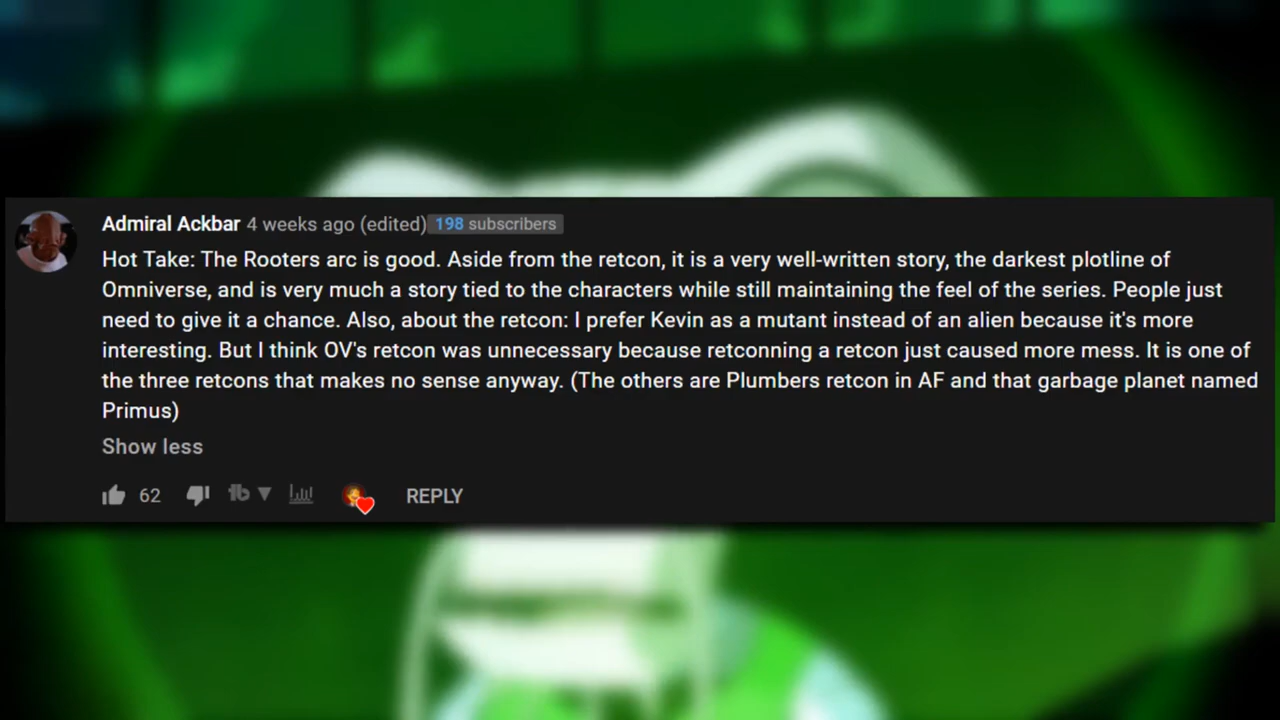 Admiral Ackbar 4 weeks ago (edited) 198 subscribers
Hot Take: The Rooters arc is good. Aside from the retcon, it is a very well-written story, the darkest plotline of
Omniverse, and is very much a story tied to the characters while still maintaining the feel of the series. People just
need to give it a chance. Also, about the retcon: I prefer Kevin as a mutant instead of an alien because it's more
interesting. But I think OV's retcon was unnecessary because retconning a retcon just caused more mess. It is one of
the three retcons that makes no sense anyway. (The others are Plumbers retcon in AF and that garbage planet named
Primus)
Show less
62 REPLY